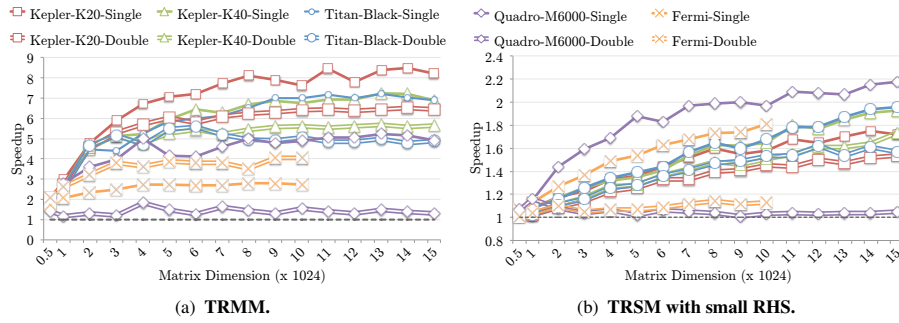 Kepler-K20-Single Kepler-K40-Single Titan-Black-Single Quadro-M6000-Single Fermi-Single
Kepler-K20-Double Kepler-K40-Double Titan-Black-Double Quadro-M6000-Double Fermi-Double
Speedup
9
8
7
6
5
4
3
2
1
0
0.5 1 2 3 4 5 6 7 8 9 10 11 12 13 14 15
Matrix Dimension (x 1024)
(a) TRMM.
Speedup
2.4
2.2
2
1.8
1.6
1.4
1.2
1
0.8
0.5 1 2 3 4 5 6 7 8 9 10 11 12 13 14 15
Matrix Dimension (x 1024)
(b) TRSM with small RHS.